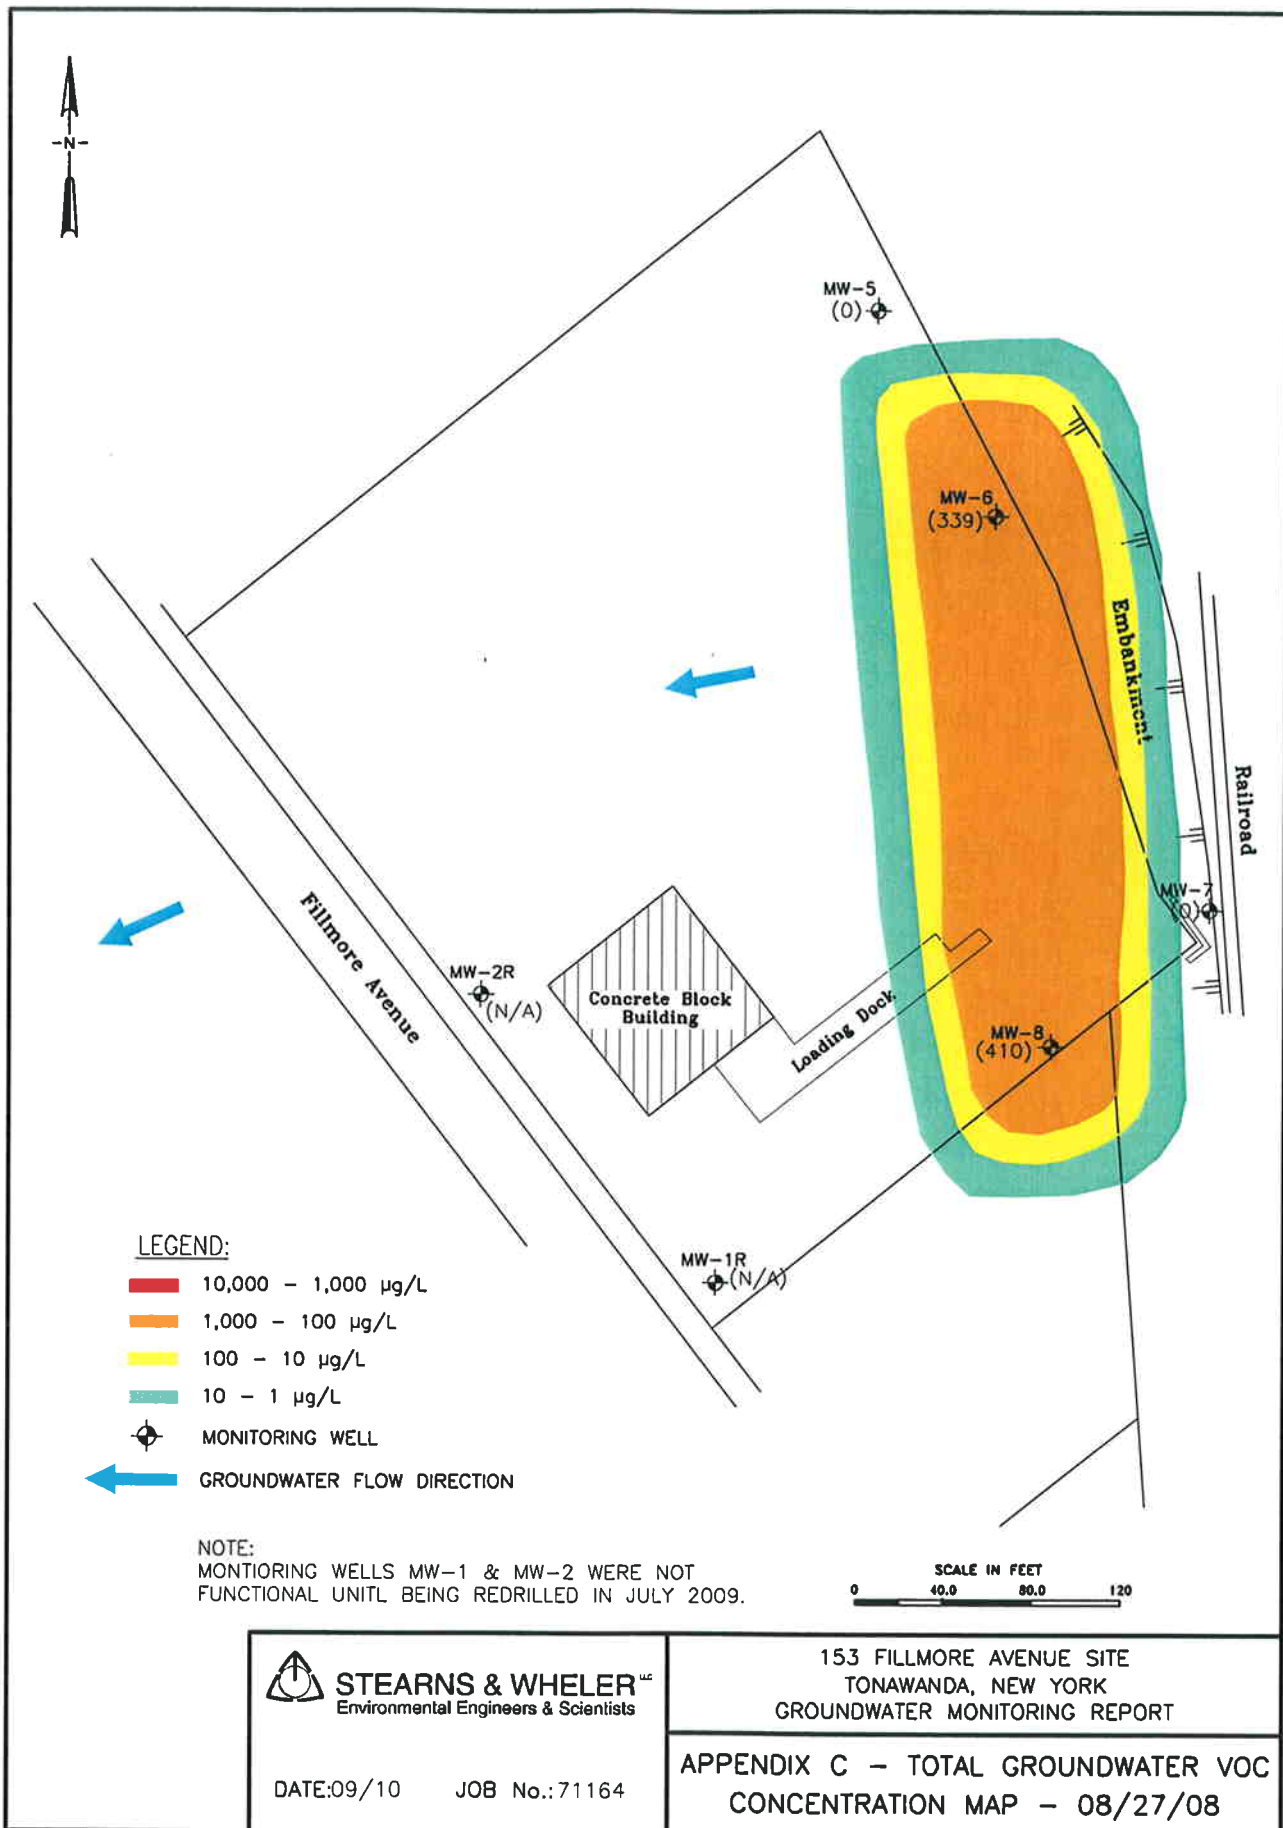 -N-
MW-5
(0)
MW-6
(339)
Embankment
Railroad
MW-7
(0)
Fillmore Avenue
MW-2R
(N/A)
Concrete Block
Building
Loading Dock
MW-8
(410)
MW-1R
(N/A)
LEGEND:
10,000 - 1,000 µg/L
1,000 - 100 µg/L
100 - 10 µg/L
10 - 1 µg/L
MONITORING WELL
GROUNDWATER FLOW DIRECTION
NOTE:
MONTIORING WELLS MW-1 & MW-2 WERE NOT
FUNCTIONAL UNITL BEING REDRILLED IN JULY 2009.
SCALE IN FEET
0 40.0 80.0 120
STEARNS & WHELER
Environmental Engineers & Scientists
DATE:09/10 JOB No.:71164
153 FILLMORE AVENUE SITE
TONAWANDA, NEW YORK
GROUNDWATER MONITORING REPORT
APPENDIX C - TOTAL GROUNDWATER VOC
CONCENTRATION MAP - 08/27/08